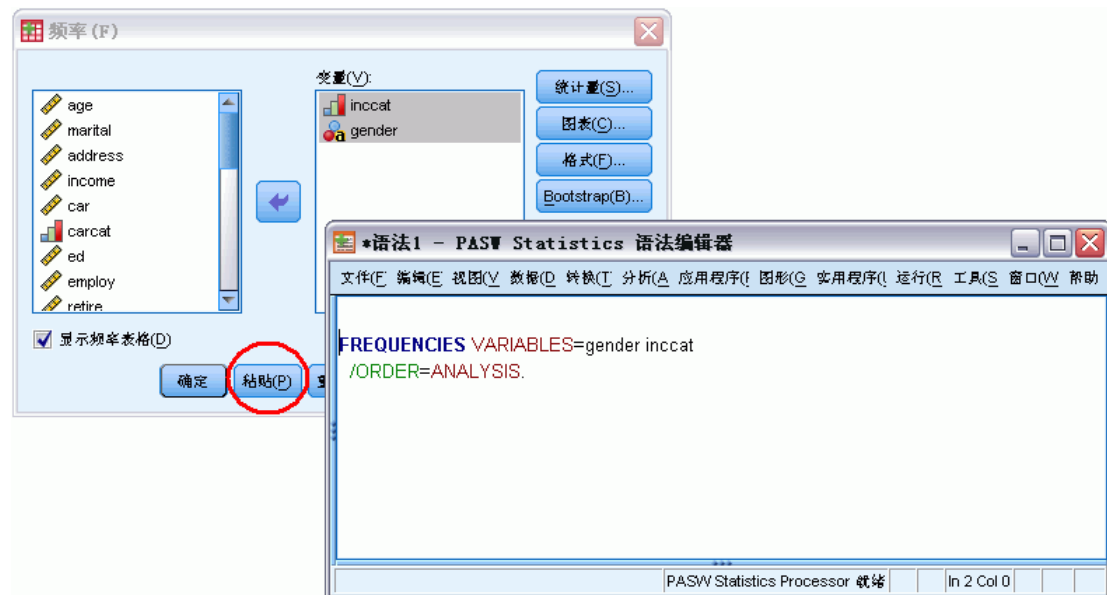 频率(F)
变量(V):
age
marital
address
income
car
carcat
ed
employ
retire
inccat
gender
统计量(S)...
图表(C)...
格式(F)...
Bootstrap(B)...
显示频率表格(D)
确定
粘贴(P)
*语法1 - PASW Statistics 语法编辑器
文件(F 编辑(E 视图(V 数据(D 转换(T 分析(A 应用程序(F 图形(G 实用程序(U 运行(R 工具(S 窗口(W 帮助
FREQUENCIES VARIABLES=gender inccat
/ORDER=ANALYSIS.
PASW Statistics Processor 就绪
In 2 Col 0